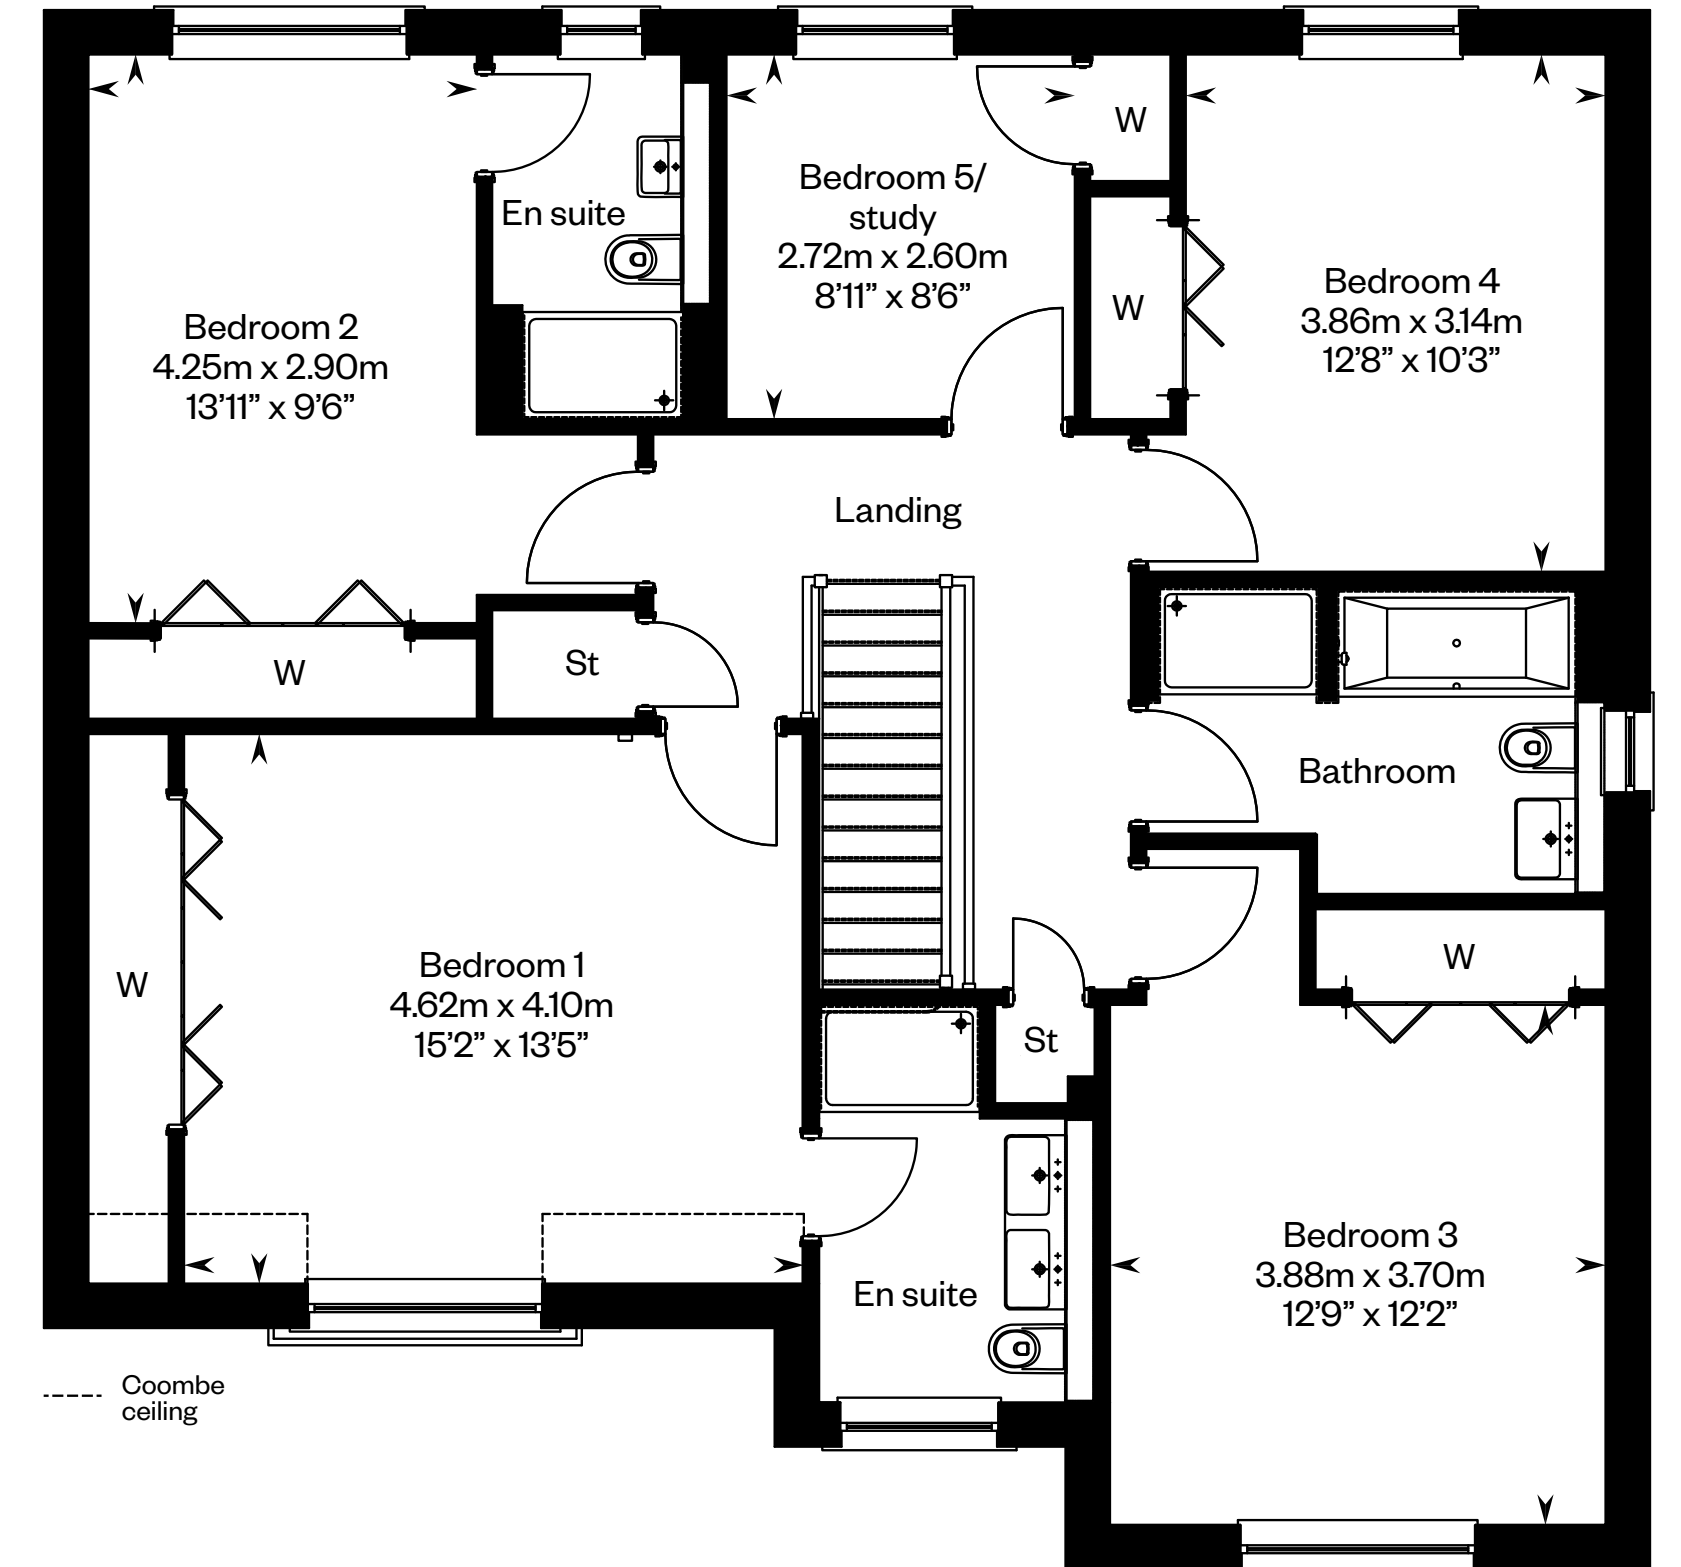 W
Bedroom 5/
study
2.72m x 2.60m
8’11” x 8’6”
En suite
W
Bedroom 4
3.86m x 3.14m
12’8” x 10’3”
Bedroom 2
4.25m x 2.90m
13’11” x 9’6”
Landing
St
W
Bathroom
W
Bedroom 1
4.62m x 4.10m
15’2” x 13’5”
W
St
Bedroom 3
3.88m x 3.70m
12’9” x 12’2”
En suite
Coombe
ceiling